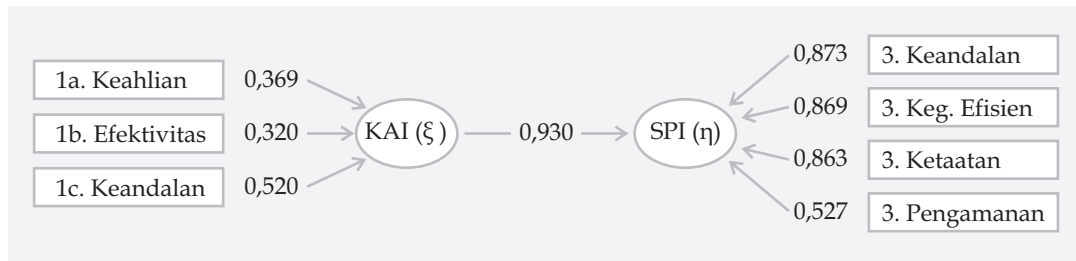 1a. Keahlian
0,369
1b. Efektivitas
0,320
1c. Keandalan
0,520
KAI (ξ )
0,930
SPI (η)
0,873
3. Keandalan
0,869
3. Keg. Efisien
0,863
3. Ketaatan
0,527
3. Pengamanan